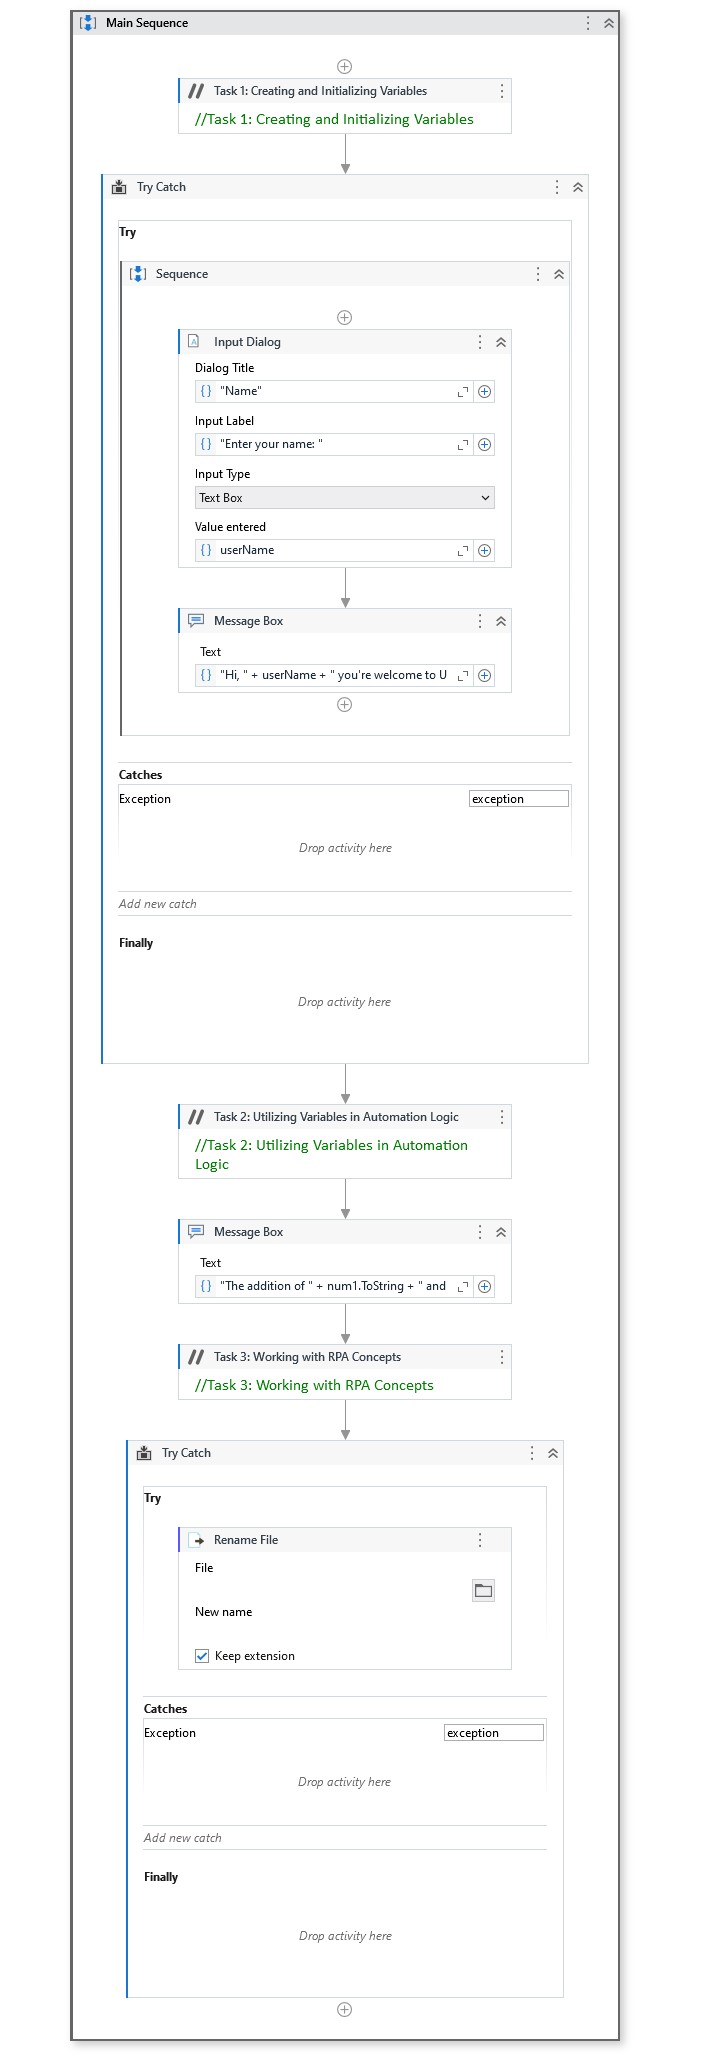 Main Sequence
Task 1: Creating and Initializing Variables
//Task 1: Creating and Initializing Variables
Try Catch
Try
Sequence
Input Dialog
Dialog Title
"Name"
Input Label
"Enter your name: "
Input Type
Text Box
Value entered
userName
Message Box
Text
"Hi, " + userName + " you're welcome to U
Catches
Exception exception
Drop activity here
Add new catch
Finally
Drop activity here
Task 2: Utilizing Variables in Automation Logic
//Task 2: Utilizing Variables in Automation
Logic
Message Box
Text
"The addition of " + num1.ToString + " and
Task 3: Working with RPA Concepts
//Task 3: Working with RPA Concepts
Try Catch
Try
Rename File
File
New name
Keep extension
Catches
Exception exception
Drop activity here
Add new catch
Finally
Drop activity here